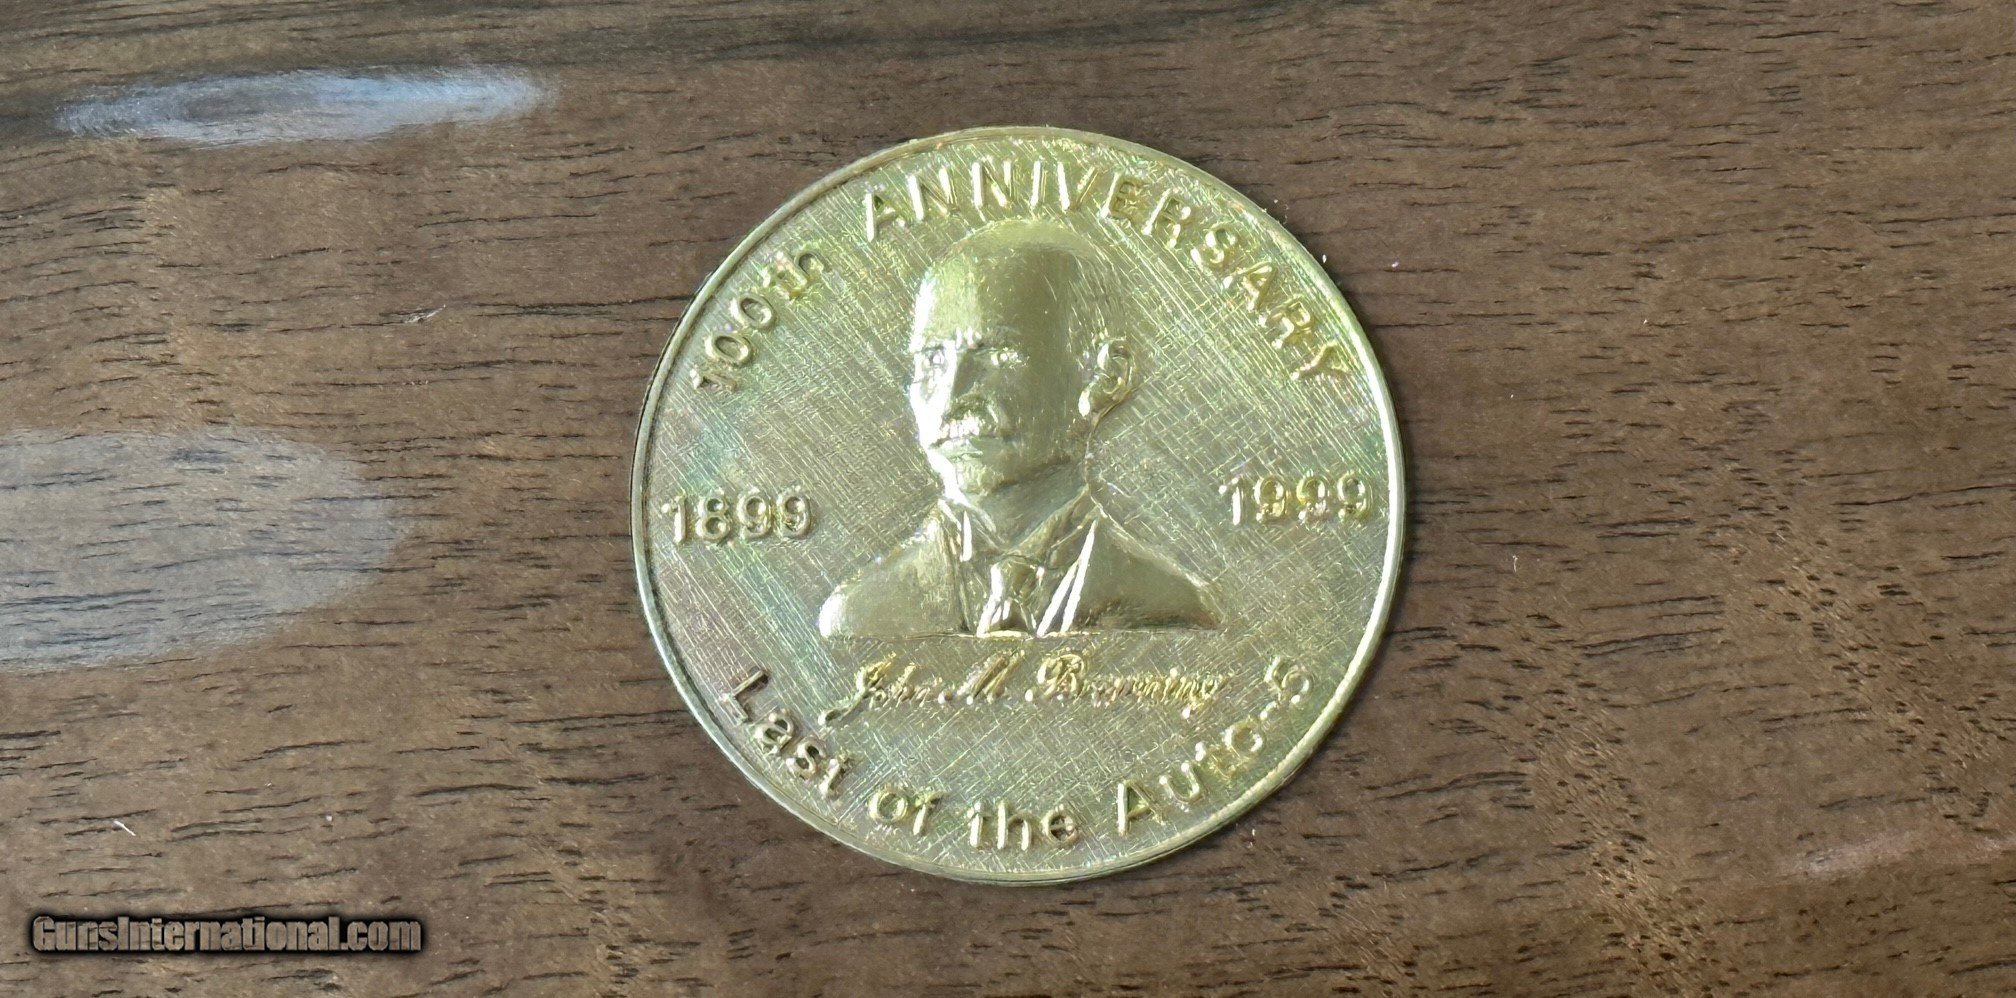 100th ANNIVERSARY
1899
1999
John M. Browning
Last of the Auto-5
GunsInternational.com